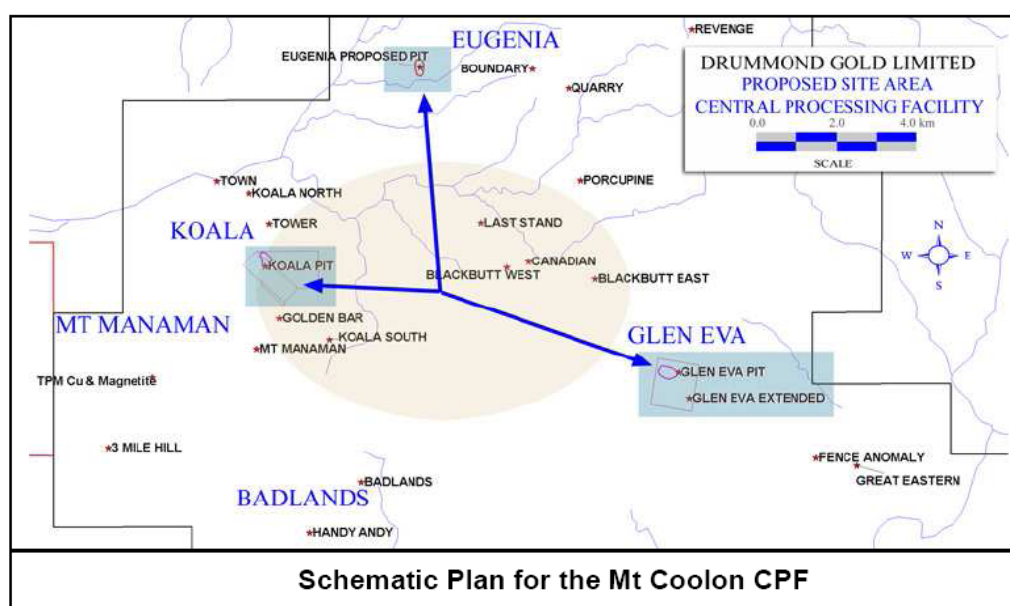 REVENGE
EUGENIA
EUGENIA PROPOSED PIT
BOUNDARY
QUARRY
DRUMMOND GOLD LIMITED
PROPOSED SITE AREA
CENTRAL PROCESSING FACILITY
0.0 2.0 4.0 km
SCALE
TOWN
KOALA NORTH
PORCUPINE
TOWER
LAST STAND
KOALA
N
W E
S
KOALA PIT
CANADIAN
BLACKBUTT WEST
BLACKBUTT EAST
GOLDEN BAR
MT MANAMAN
KOALA SOUTH
GLEN EVA
MT MANAMAN
TPM Cu & Magnetite
GLEN EVA PIT
GLEN EVA EXTENDED
3 MILE HILL
FENCE ANOMALY
GREAT EASTERN
BADLANDS
BADLANDS
HANDY ANDY
Schematic Plan for the Mt Coolon CPF